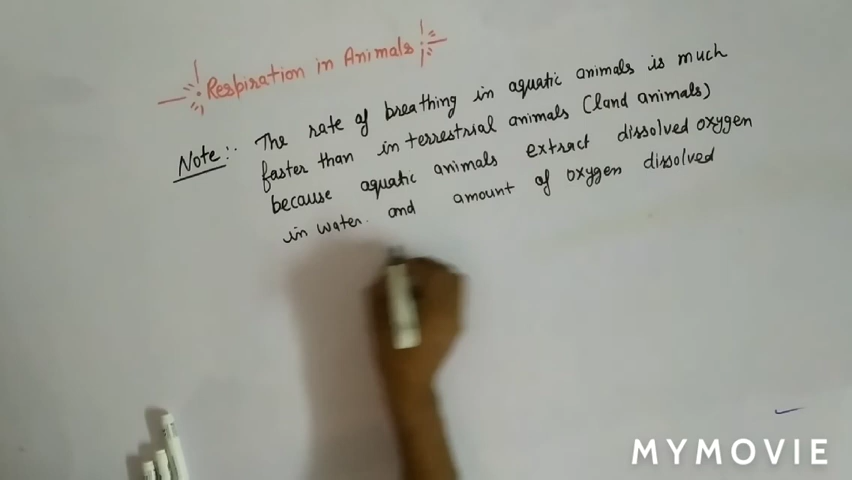 Respiration in Animals
Note:- The rate of breathing in aquatic animals is much
faster than in terrestrial animals (land animals)
because aquatic animals extract dissolved oxygen
in water. and amount of oxygen dissolved
MYMOVIE